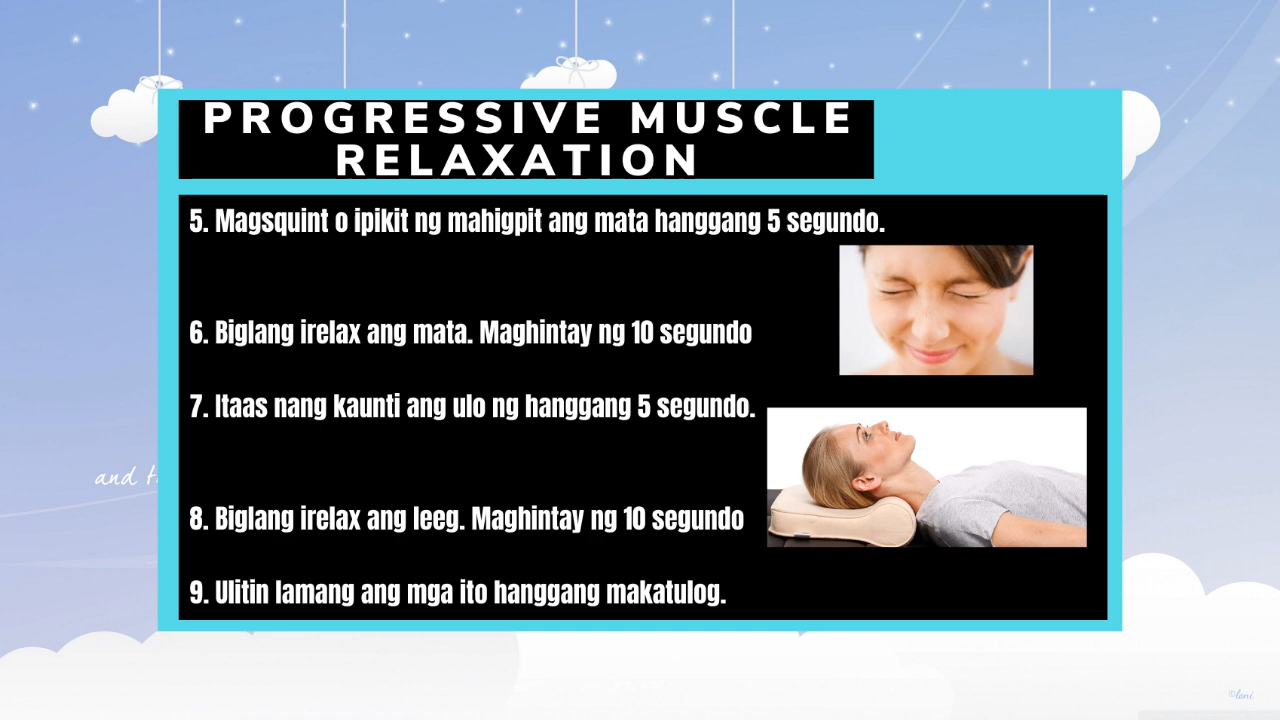 PROGRESSIVE MUSCLE
RELAXATION
5. Magsquint o ipikit ng mahigpit ang mata hanggang 5 segundo.
6. Biglang irelax ang mata. Maghintay ng 10 segundo
7. Itaas nang kaunti ang ulo ng hanggang 5 segundo.
8. Biglang irelax ang leeg. Maghintay ng 10 segundo
9. Ulitin lamang ang mga ito hanggang makatulog.
and